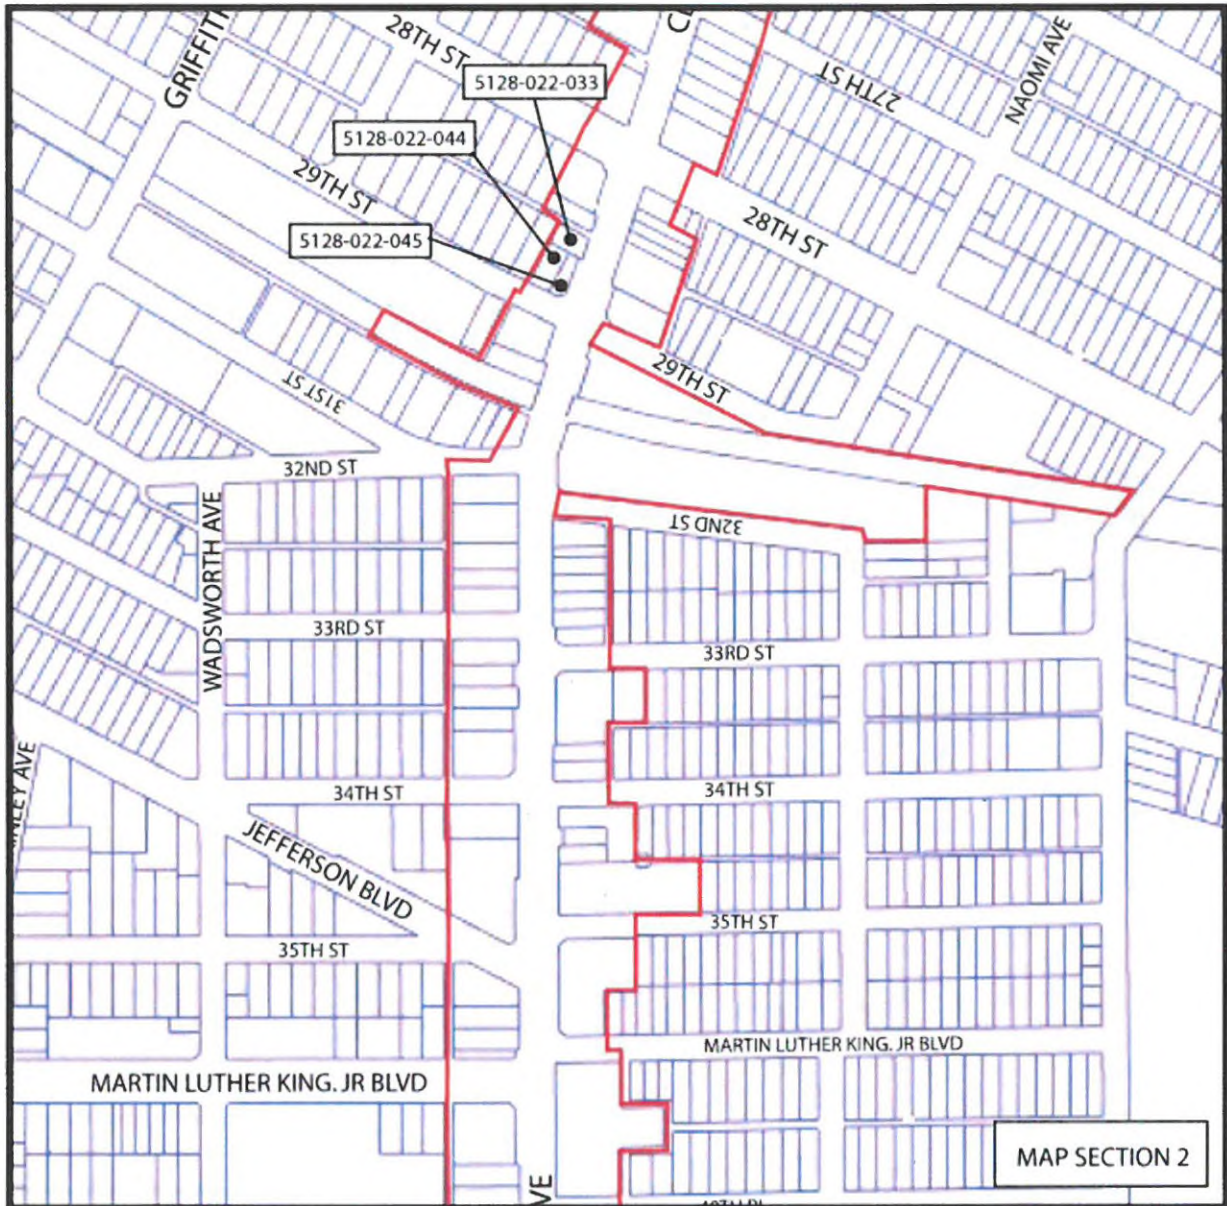 GRIFFITH
28TH ST
CL
27TH ST
NAOMI AVE
5128-022-033
5128-022-044
29TH ST
5128-022-045
28TH ST
29TH ST
31ST ST
32ND ST
32ND ST
WADSWORTH AVE
33RD ST
33RD ST
34TH ST
34TH ST
JEFFERSON BLVD
35TH ST
35TH ST
MARTIN LUTHER KING. JR BLVD
MARTIN LUTHER KING. JR BLVD
MAP SECTION 2